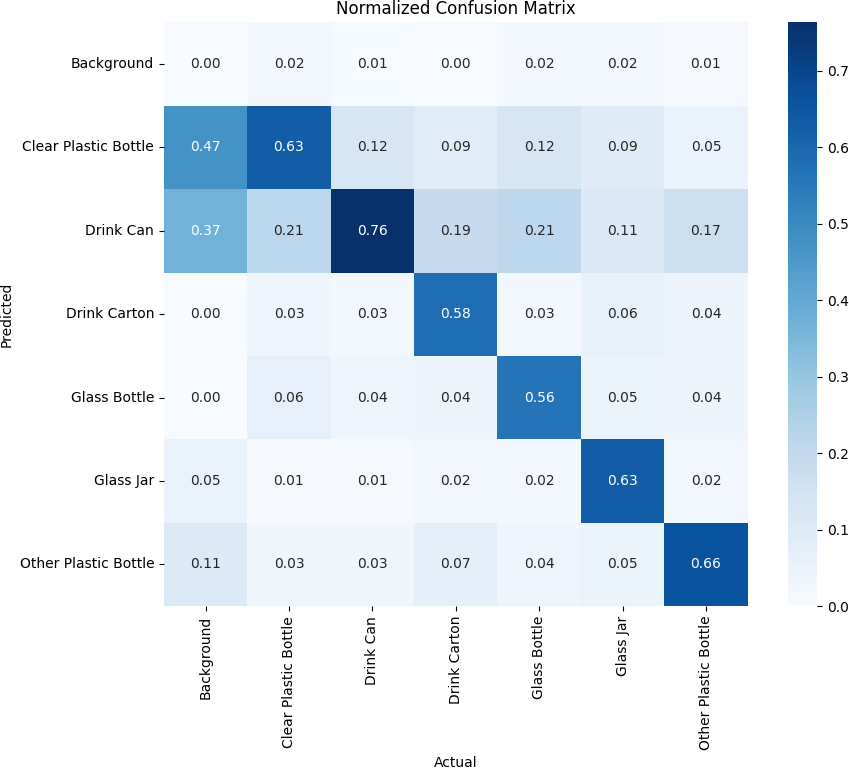 Normalized Confusion Matrix
Background 0.00 0.02 0.01 0.00 0.02 0.02 0.01
Clear Plastic Bottle 0.47 0.63 0.12 0.09 0.12 0.09 0.05
Drink Can 0.37 0.21 0.76 0.19 0.21 0.11 0.17
Drink Carton 0.00 0.03 0.03 0.58 0.03 0.06 0.04
Glass Bottle 0.00 0.06 0.04 0.04 0.56 0.05 0.04
Glass Jar 0.05 0.01 0.01 0.02 0.02 0.63 0.02
Other Plastic Bottle 0.11 0.03 0.03 0.07 0.04 0.05 0.66
Predicted
Background
Clear Plastic Bottle
Drink Can
Drink Carton
Glass Bottle
Glass Jar
Other Plastic Bottle
Actual
0.7
0.6
0.5
0.4
0.3
0.2
0.1
0.0